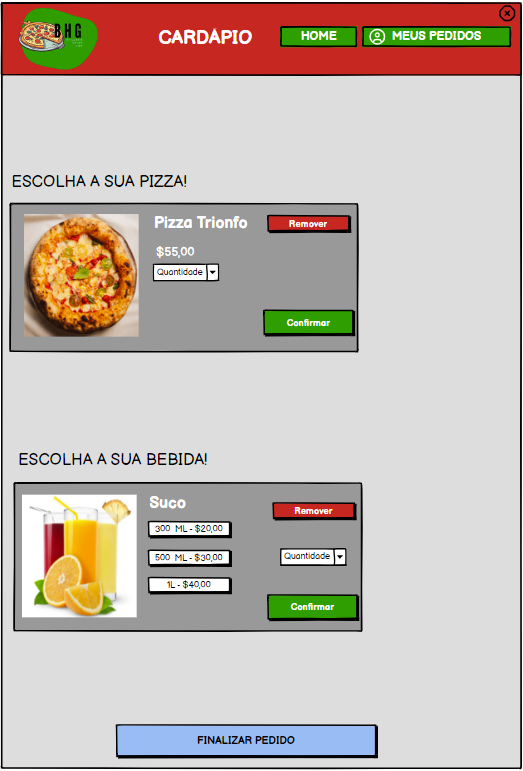 BHG
CARDAPIO
HOME
MEUS PEDIDOS
ESCOLHA A SUA PIZZA!
Pizza Trionfo
Remover
$55,00
Quantidade
Confirmar
ESCOLHA A SUA BEBIDA!
Suco
Remover
300 ML - $20,00
500 ML - $30,00
Quantidade
1L - $40,00
Confirmar
FINALIZAR PEDIDO